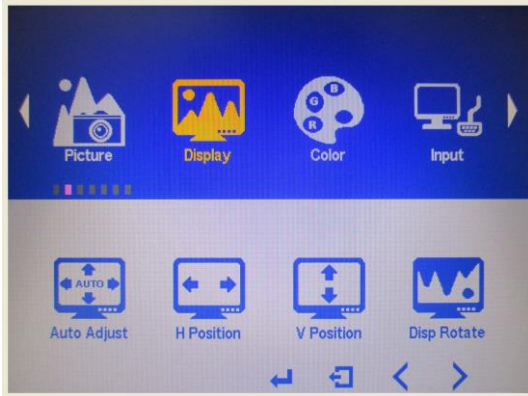 Picture Display Color Input
B
G
R
AUTO
Auto Adjust H Position V Position Disp Rotate